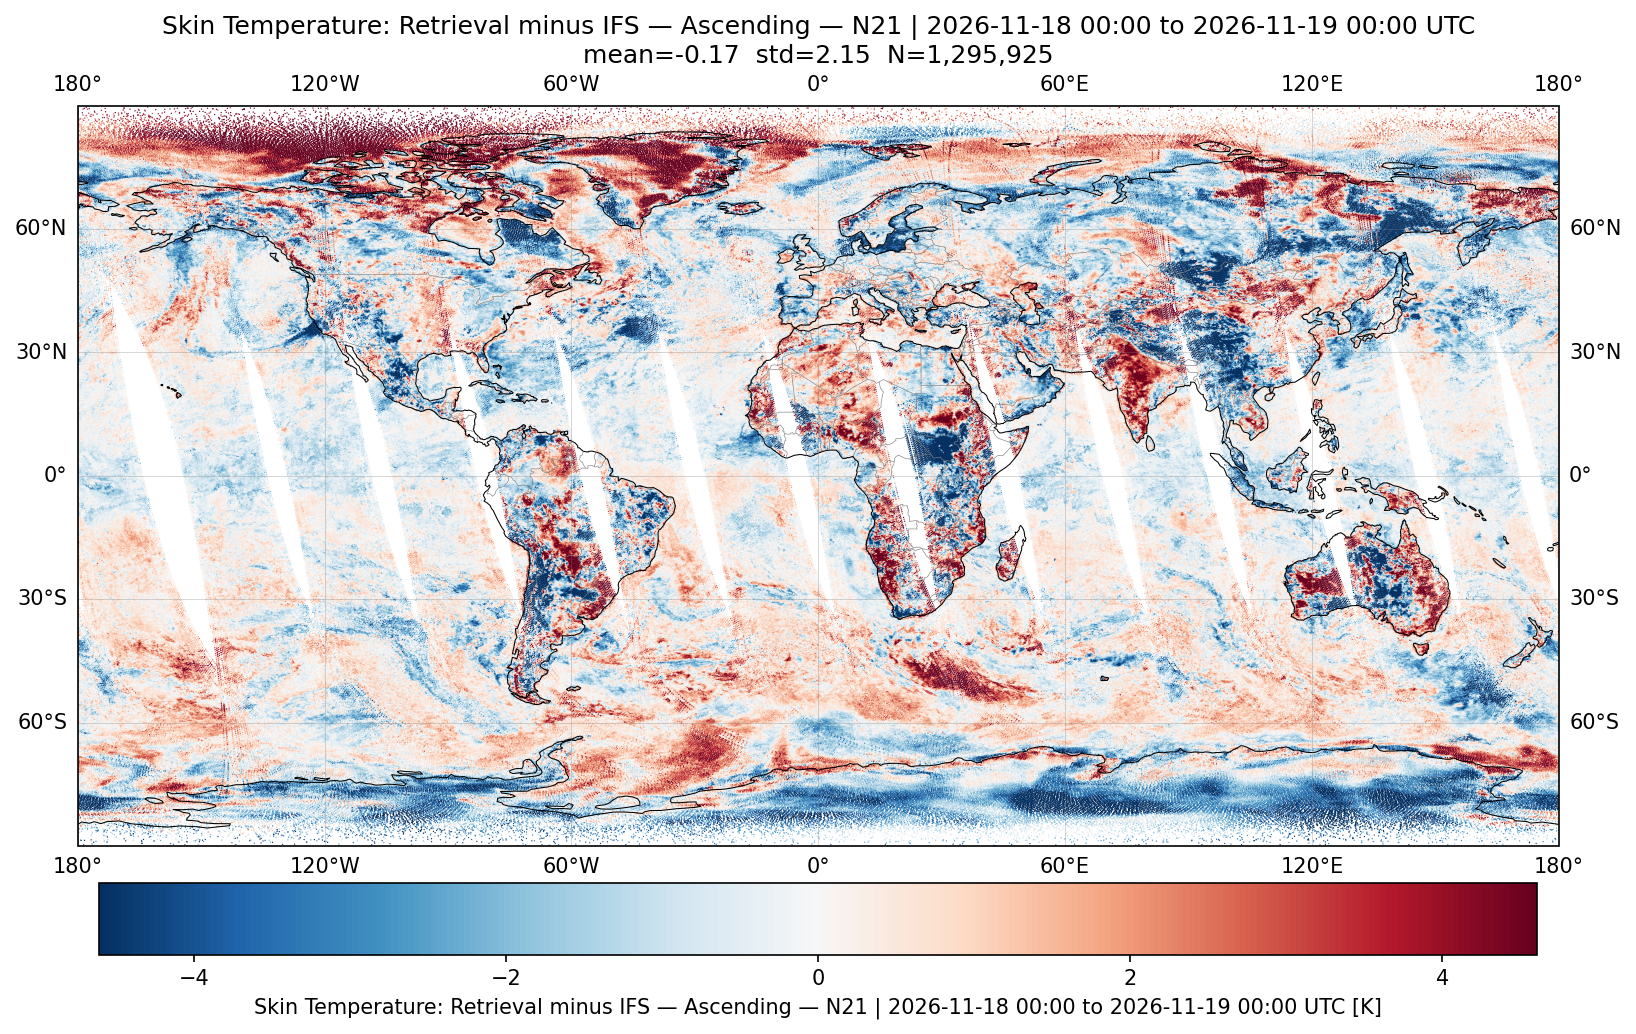 Skin Temperature: Retrieval minus IFS — Ascending — N21 | 2026-11-18 00:00 to 2026-11-19 00:00 UTC
mean=-0.17  std=2.15  N=1,295,925
180° 120°W 60°W 0° 60°E 120°E 180°
60°N 60°N
30°N 30°N
0° 0°
30°S 30°S
60°S 60°S
180° 120°W 60°W 0° 60°E 120°E 180°
−4 −2 0 2 4
Skin Temperature: Retrieval minus IFS — Ascending — N21 | 2026-11-18 00:00 to 2026-11-19 00:00 UTC [K]